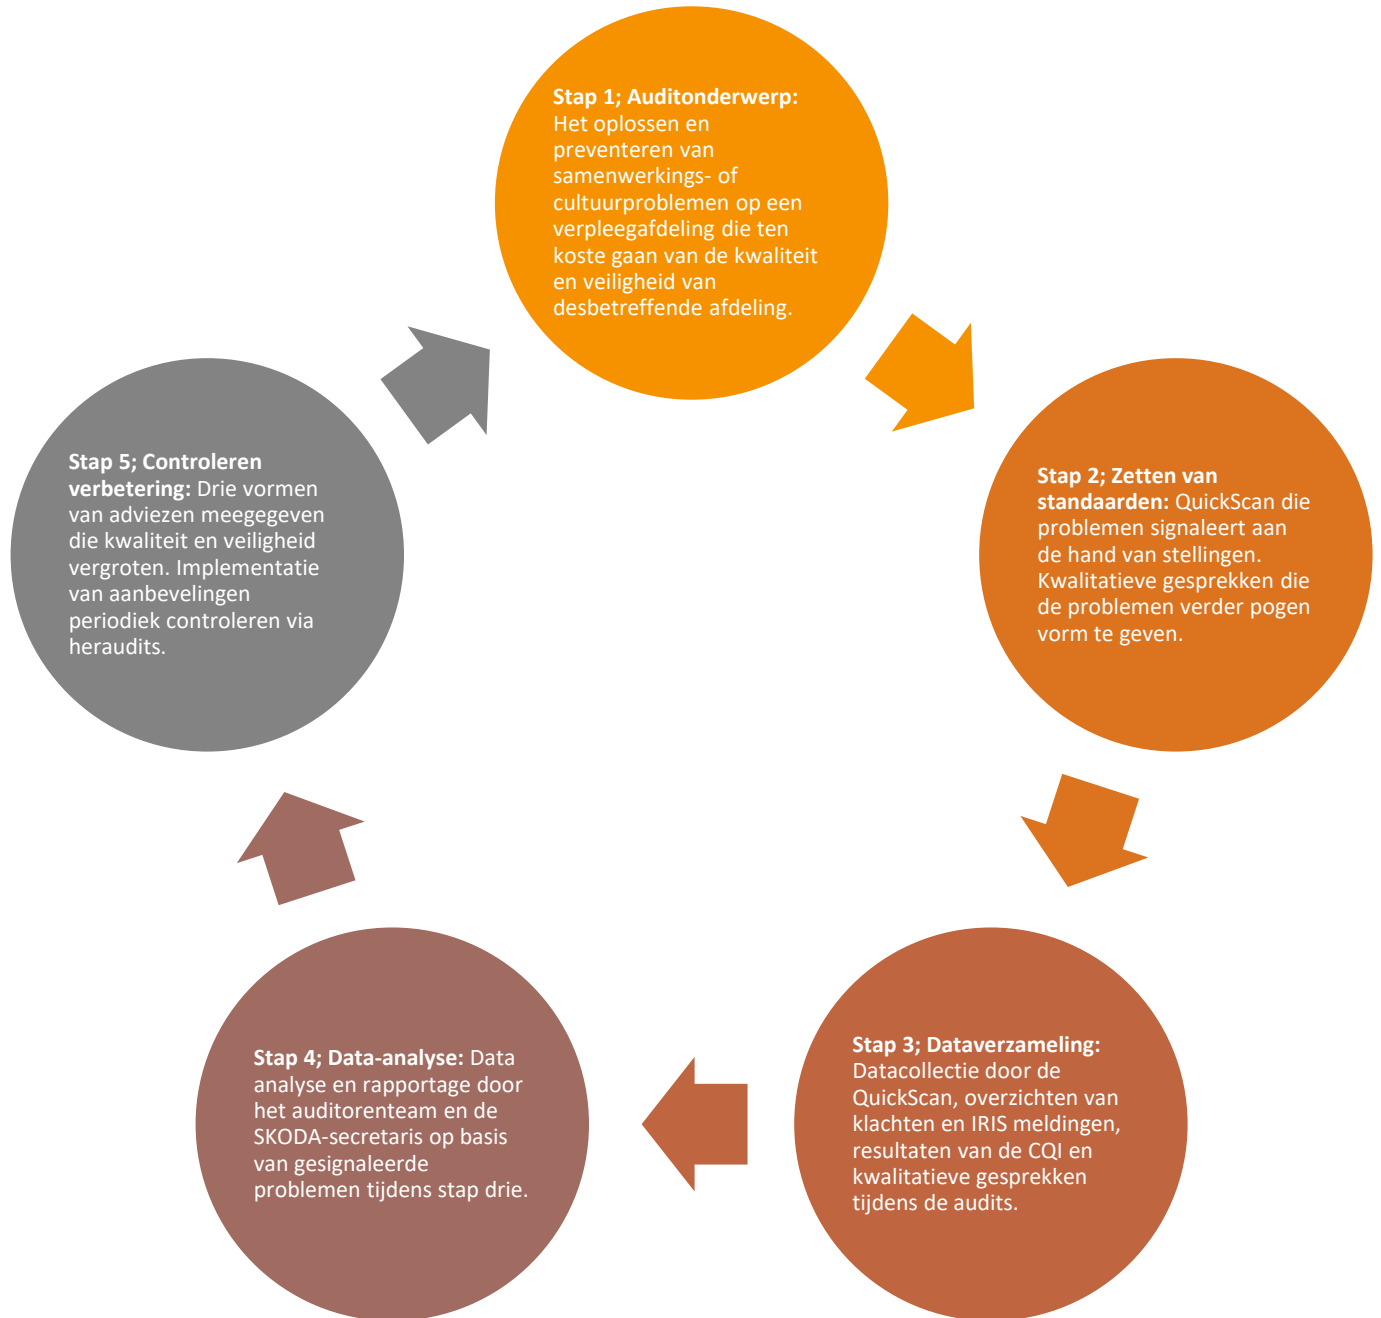 Stap 1; Auditonderwerp:
Het oplossen en
preventeren van
samenwerkings- of
cultuurproblemen op een
verpleegafdeling die ten
koste gaan van de kwaliteit
en veiligheid van
desbetreffende afdeling.
Stap 2; Zetten van
standaarden: QuickScan die
problemen signaleert aan
de hand van stellingen.
Kwalitatieve gesprekken die
de problemen verder pogen
vorm te geven.
Stap 3; Dataverzameling:
Datacollectie door de
QuickScan, overzichten van
klachten en IRIS meldingen,
resultaten van de CQI en
kwalitatieve gesprekken
tijdens de audits.
Stap 4; Data-analyse: Data
analyse en rapportage door
het auditorenteam en de
SKODA-secretaris op basis
van gesignaleerde
problemen tijdens stap drie.
Stap 5; Controleren
verbetering: Drie vormen
van adviezen meegegeven
die kwaliteit en veiligheid
vergroten. Implementatie
van aanbevelingen
periodiek controleren via
heraudits.